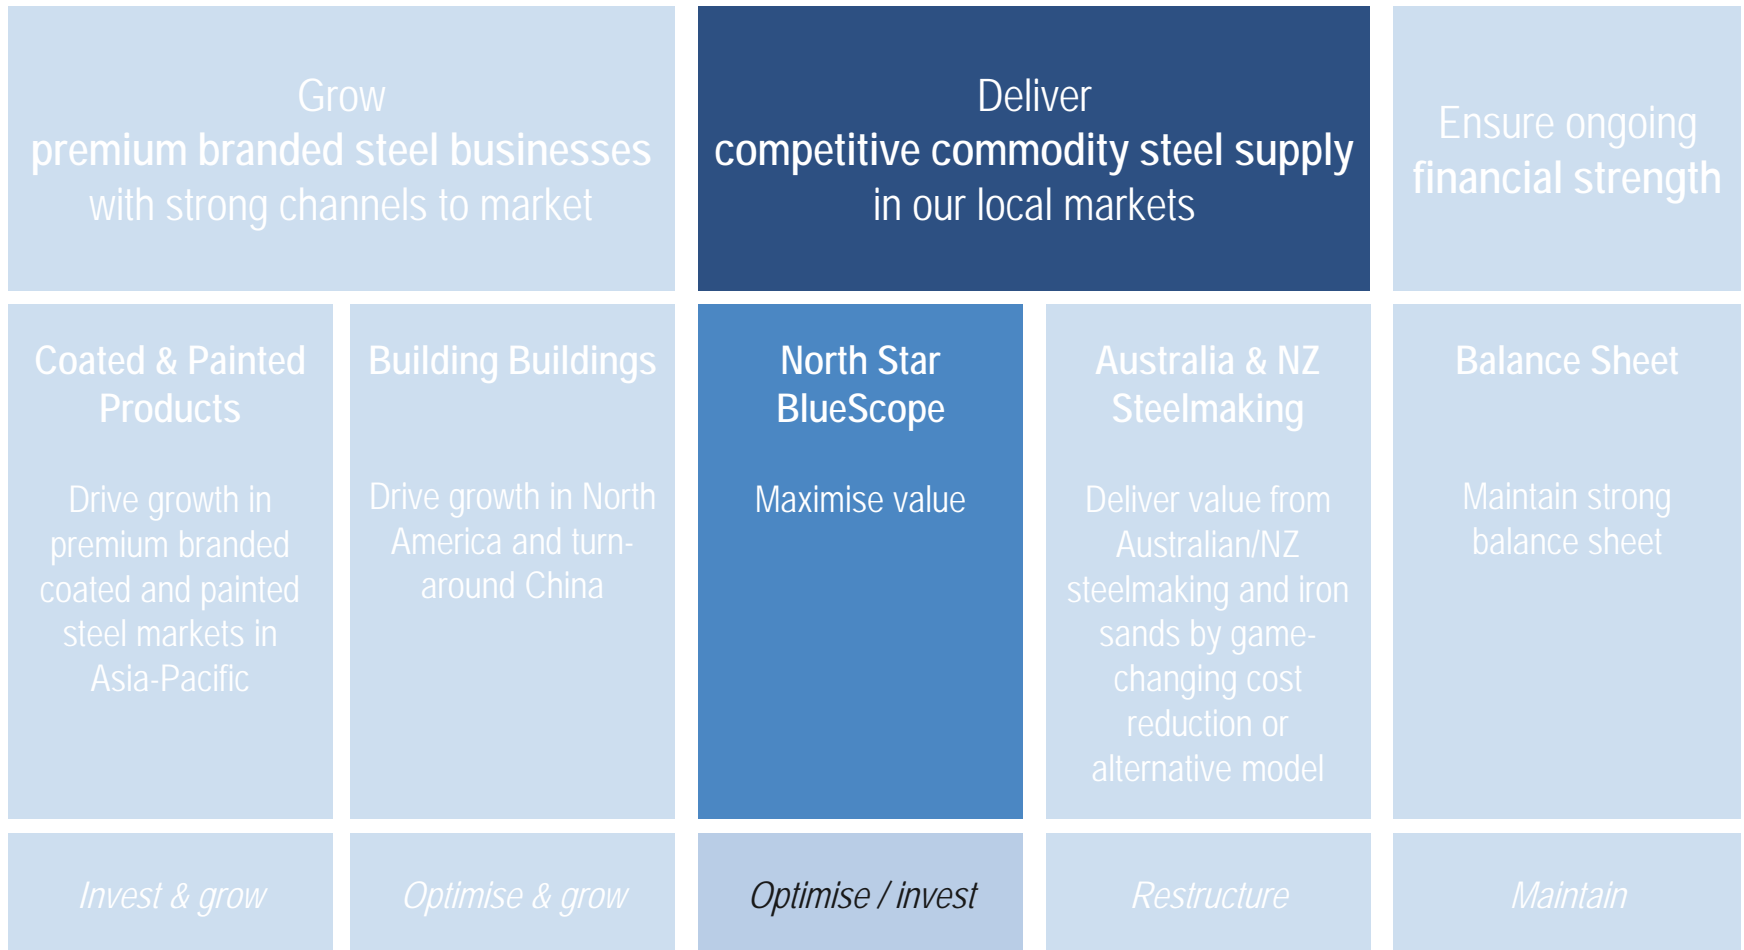 Grow
premium branded steel businesses
with strong channels to market
Deliver
competitive commodity steel supply
in our local markets
Ensure ongoing
financial strength
Coated & Painted
Products
Drive growth in
premium branded
coated and painted
steel markets in
Asia-Pacific
Building Buildings
Drive growth in North
America and turn-
around China
North Star
BlueScope
Maximise value
Australia & NZ
Steelmaking
Deliver value from
Australian/NZ
steelmaking and iron
sands by game-
changing cost
reduction or
alternative model
Balance Sheet
Maintain strong
balance sheet
Invest & grow
Optimise & grow
Optimise / invest
Restructure
Maintain